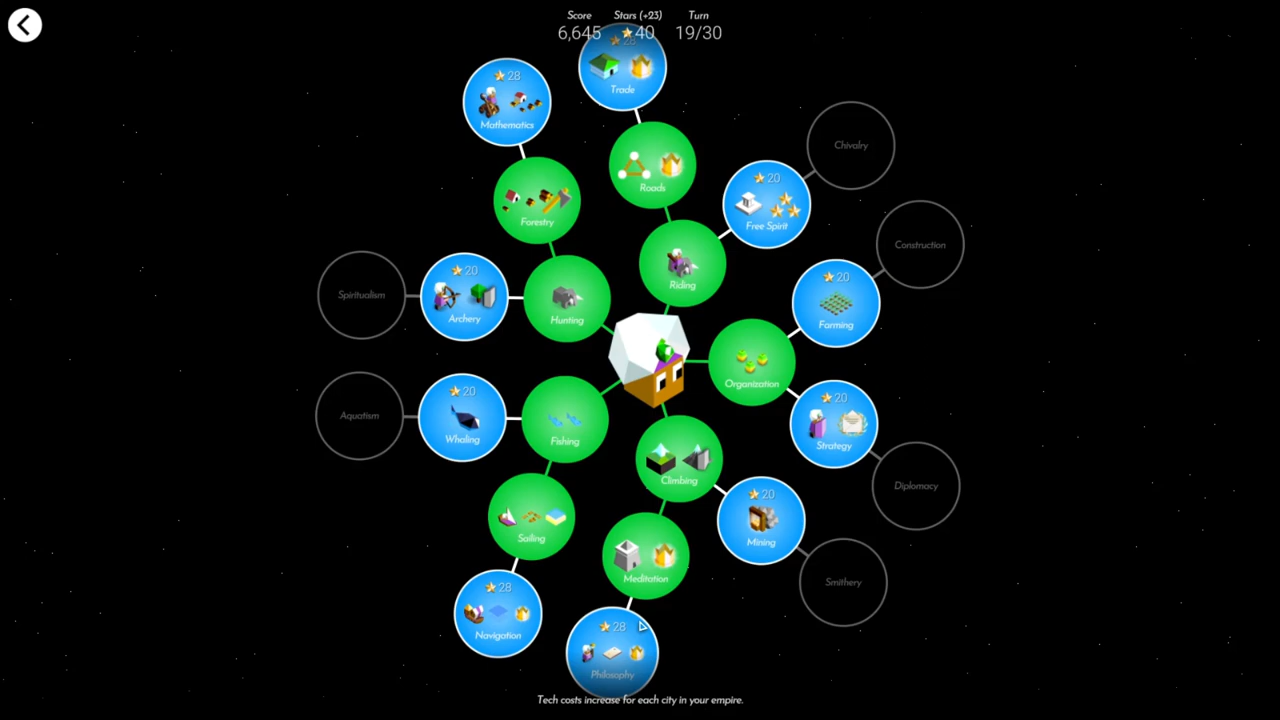 Score Stars (+23) Turn
6,645 40 19/30
28
Trade
28
Mathematics
Chivalry
Roads
20
Free Spirit
Forestry
Construction
20
Archery
Spiritualism
Hunting
Riding
20
Farming
Organization
20
Whaling
Aquatism
Fishing
20
Strategy
Climbing
Diplomacy
20
Mining
Sailing
Meditation
Smithery
28
Navigation
28
Philosophy
Tech costs increase for each city in your empire.